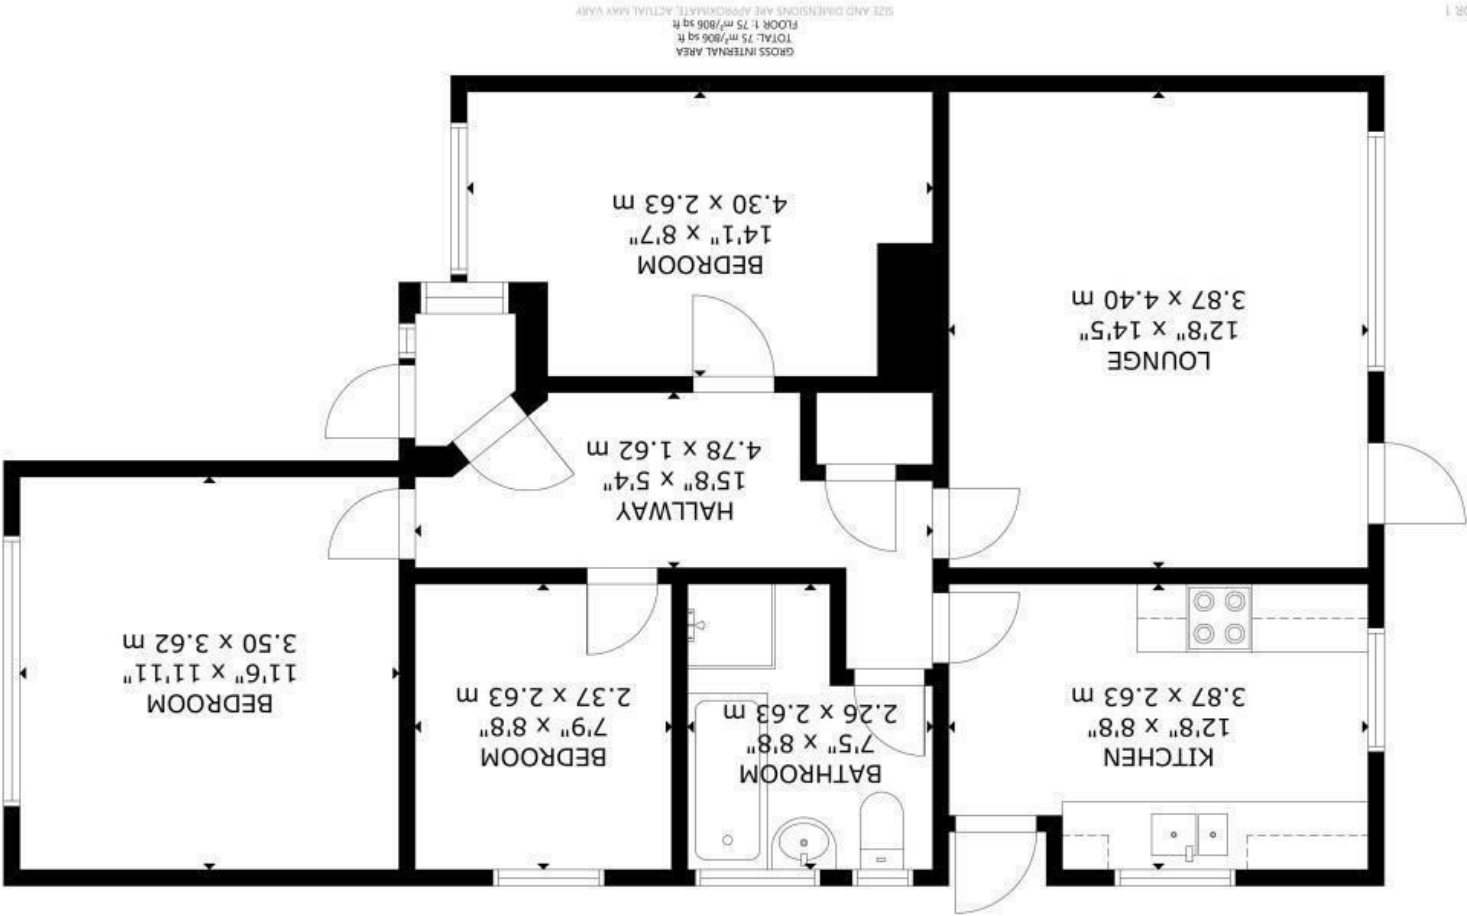 KITCHEN
12'8" x 8'8"
3.87 x 2.63 m
BATHROOM
7'5" x 8'8"
2.26 x 2.63 m
BEDROOM
7'9" x 8'8"
2.37 x 2.63 m
BEDROOM
11'6" x 11'11"
3.50 x 3.62 m
HALLWAY
15'8" x 5'4"
4.78 x 1.62 m
LOUNGE
12'8" x 14'5"
3.87 x 4.40 m
BEDROOM
14'1" x 8'7"
4.30 x 2.63 m
GROSS INTERNAL AREA
TOTAL: 75 m²/806 sq ft
FLOOR 1: 75 m²/806 sq ft
SIZE AND DIMENSIONS ARE APPROXIMATE, ACTUAL MAY VARY